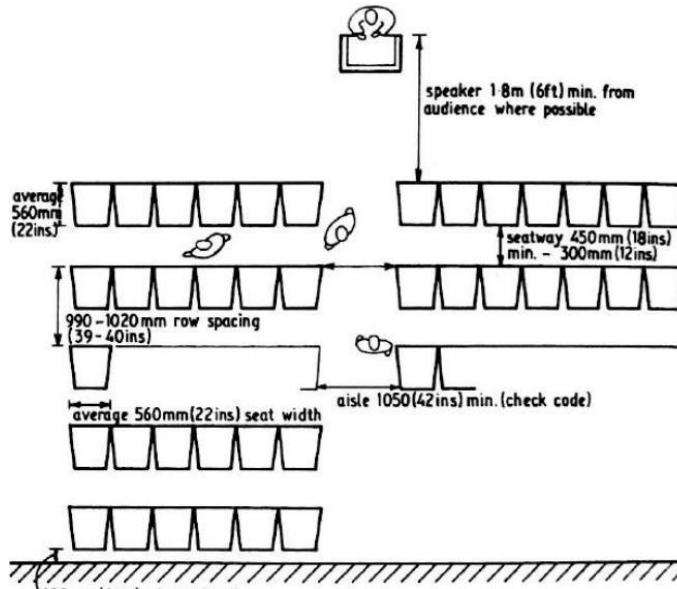 speaker 1·8m (6ft) min. from
audience where possible
average
560mm
(22ins)
seatway 450mm (18ins)
min. – 300mm (12ins)
990 – 1020mm row spacing
(39 – 40ins)
aisle 1050 (42ins) min. (check code)
average 560mm (22ins) seat width